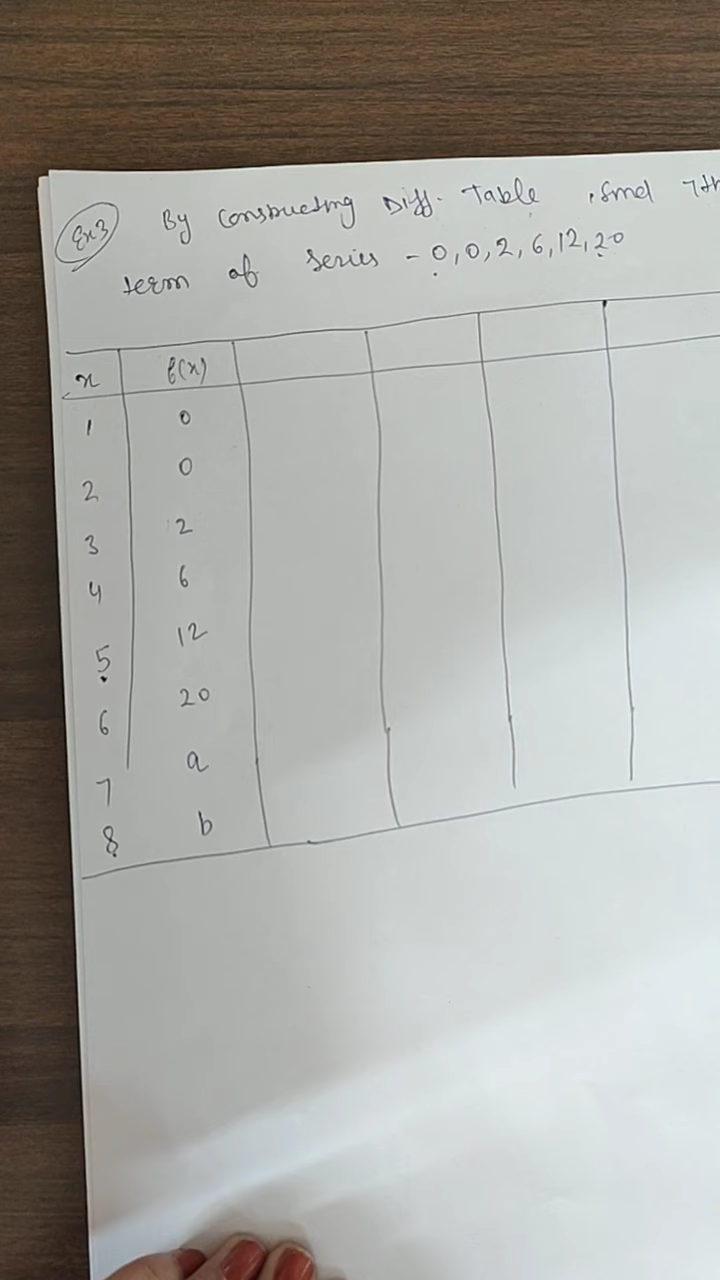 Ex3 By Constructing Diff. Table , find 7th
term of series - 0, 0, 2, 6, 12, 20
x f(x)
1 0
2 0
3 2
4 6
5 12
6 20
7 a
8 b